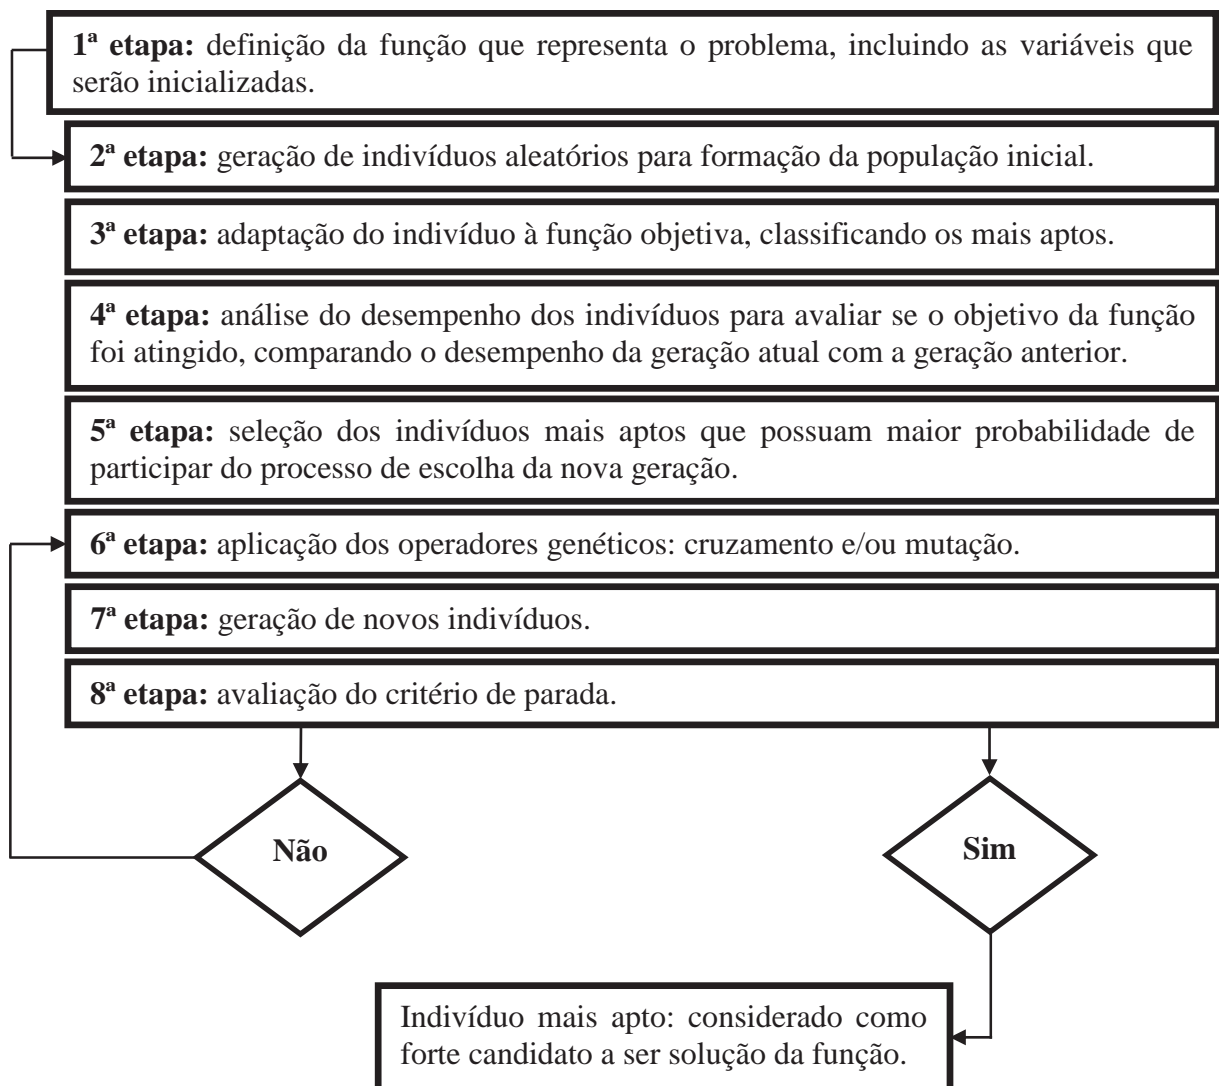 1ª etapa: definição da função que representa o problema, incluindo as variáveis que
serão inicializadas.
2ª etapa: geração de indivíduos aleatórios para formação da população inicial.
3ª etapa: adaptação do indivíduo à função objetiva, classificando os mais aptos.
4ª etapa: análise do desempenho dos indivíduos para avaliar se o objetivo da função
foi atingido, comparando o desempenho da geração atual com a geração anterior.
5ª etapa: seleção dos indivíduos mais aptos que possuam maior probabilidade de
participar do processo de escolha da nova geração.
6ª etapa: aplicação dos operadores genéticos: cruzamento e/ou mutação.
7ª etapa: geração de novos indivíduos.
8ª etapa: avaliação do critério de parada.
Não
Sim
Indivíduo mais apto: considerado como
forte candidato a ser solução da função.